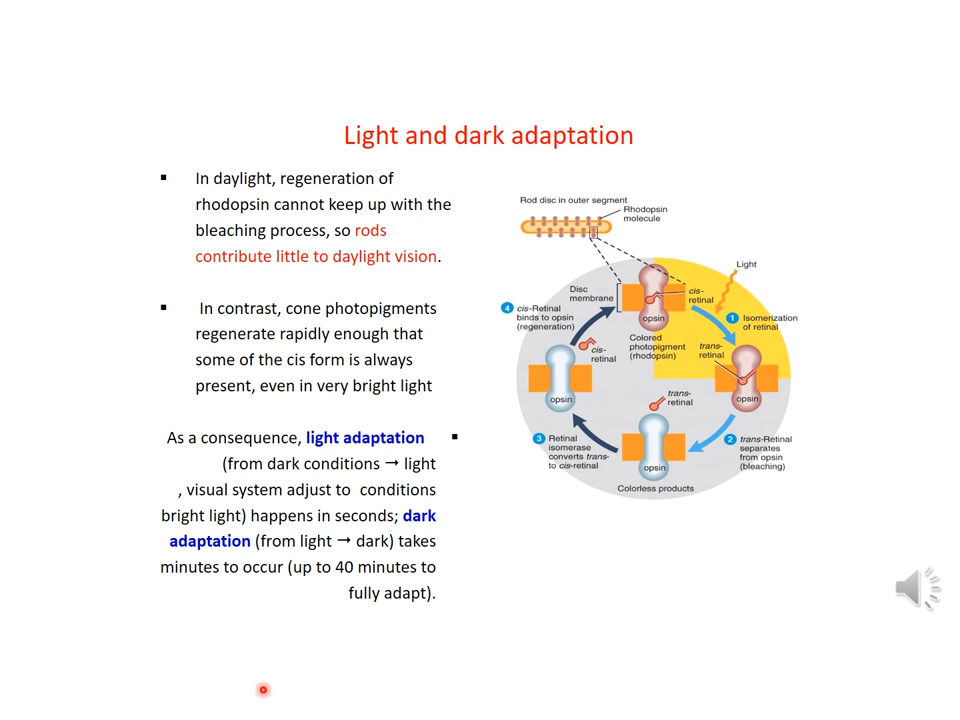 Light and dark adaptation
▪ In daylight, regeneration of
rhodopsin cannot keep up with the
bleaching process, so rods
contribute little to daylight vision.
▪ In contrast, cone photopigments
regenerate rapidly enough that
some of the cis form is always
present, even in very bright light
As a consequence, light adaptation ▪
(from dark conditions → light
, visual system adjust to conditions
bright light) happens in seconds; dark
adaptation (from light → dark) takes
minutes to occur (up to 40 minutes to
fully adapt).
Rod disc in outer segment
Rhodopsin
molecule
Light
Disc
membrane
cis-
retinal
opsin
Colored
photopigment
(rhodopsin)
1 Isomerization
of retinal
trans-
retinal
opsin
2 trans-Retinal
separates
from opsin
(bleaching)
trans-
retinal
opsin
Colorless products
3 Retinal
isomerase
converts trans-
to cis-retinal
opsin
cis-
retinal
4 cis-Retinal
binds to opsin
(regeneration)